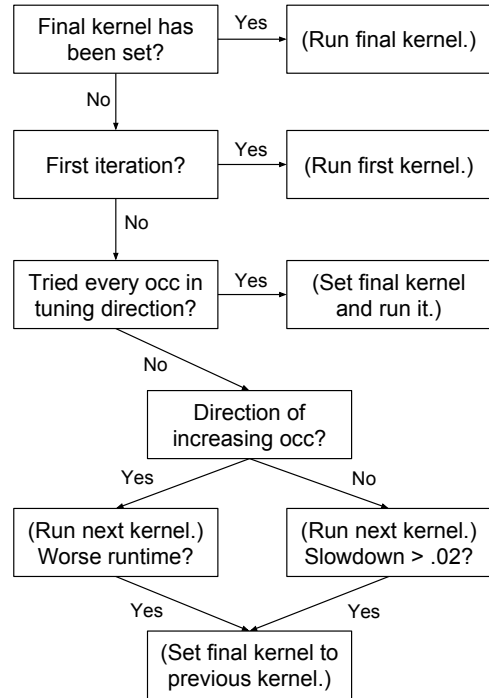 Final kernel has
been set?
Yes
(Run final kernel.)
No
First iteration?
Yes
(Run first kernel.)
No
Tried every occ in
tuning direction?
Yes
(Set final kernel
and run it.)
No
Direction of
increasing occ?
Yes
No
(Run next kernel.)
Worse runtime?
(Run next kernel.)
Slowdown > .02?
Yes
Yes
(Set final kernel to
previous kernel.)